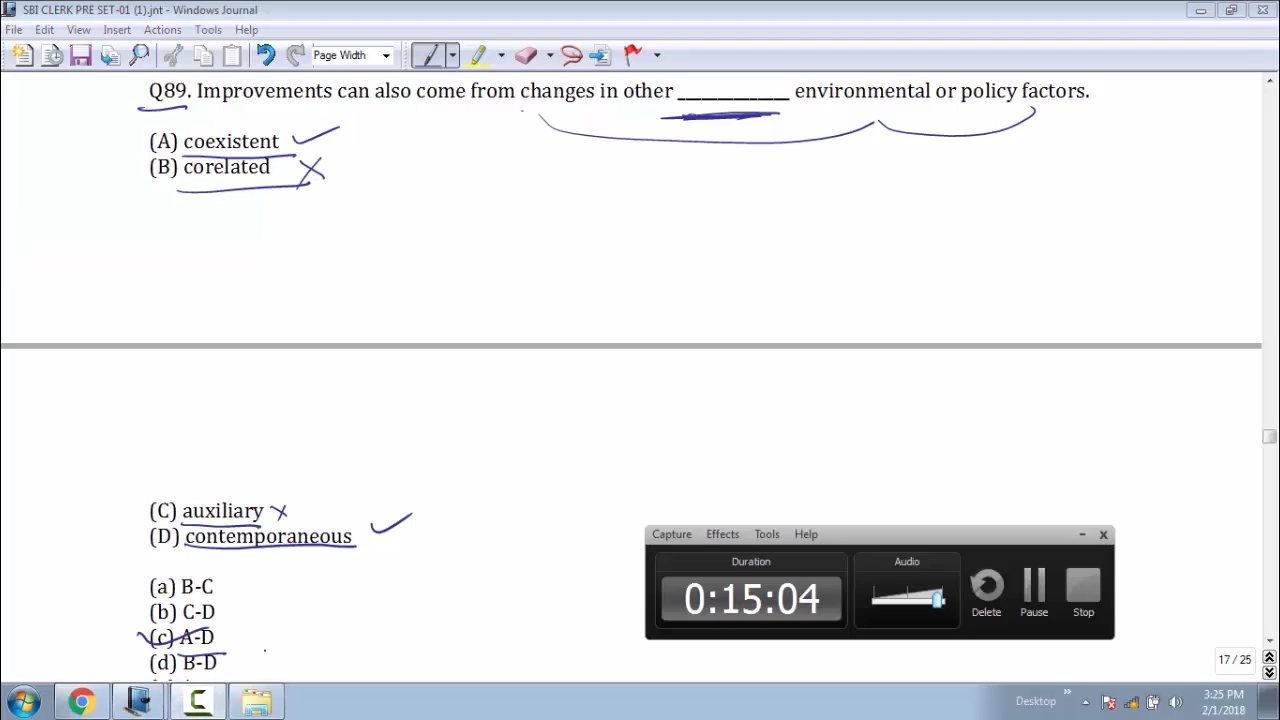 SBI CLERK PRE SET-01 (1).jnt - Windows Journal
File Edit View Insert Actions Tools Help
Page Width
Q89. Improvements can also come from changes in other ____________ environmental or policy factors.
(A) coexistent
(B) corelated
(C) auxiliary
(D) contemporaneous
(a) B-C
(b) C-D
(c) A-D
(d) B-D
Capture Effects Tools Help
Duration Audio
0:15:04
Delete Pause Stop
17 / 25
Desktop
3:25 PM
2/1/2018